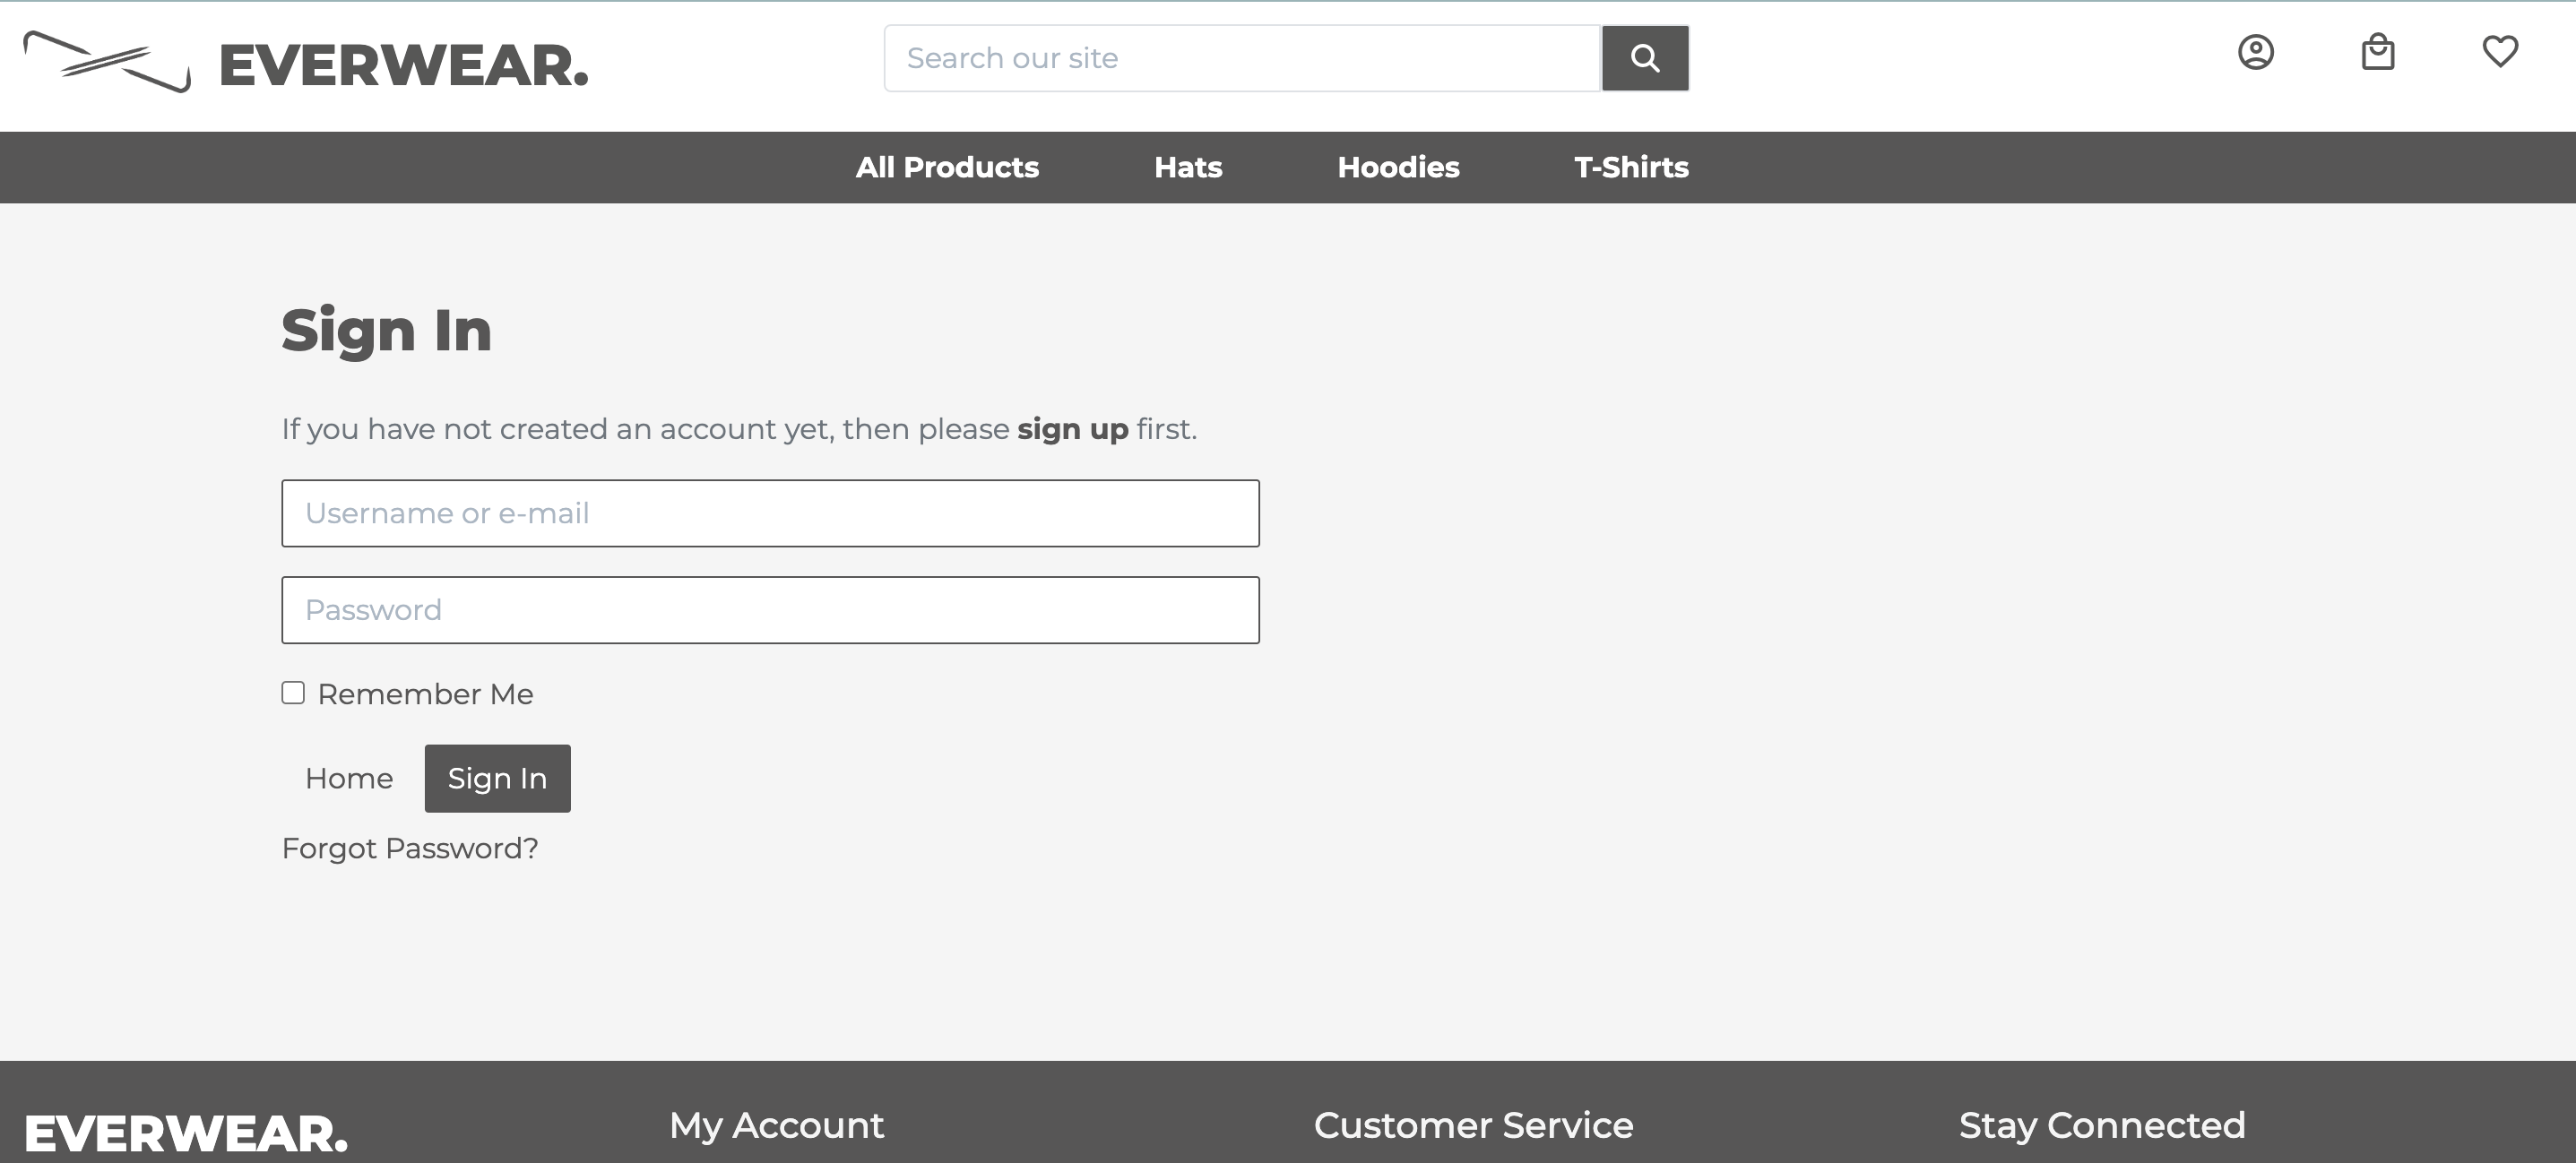 EVERWEAR.
Search our site
All Products Hats Hoodies T-Shirts
Sign In
If you have not created an account yet, then please sign up first.
Username or e-mail
Password
Remember Me
Home Sign In
Forgot Password?
EVERWEAR. My Account Customer Service Stay Connected